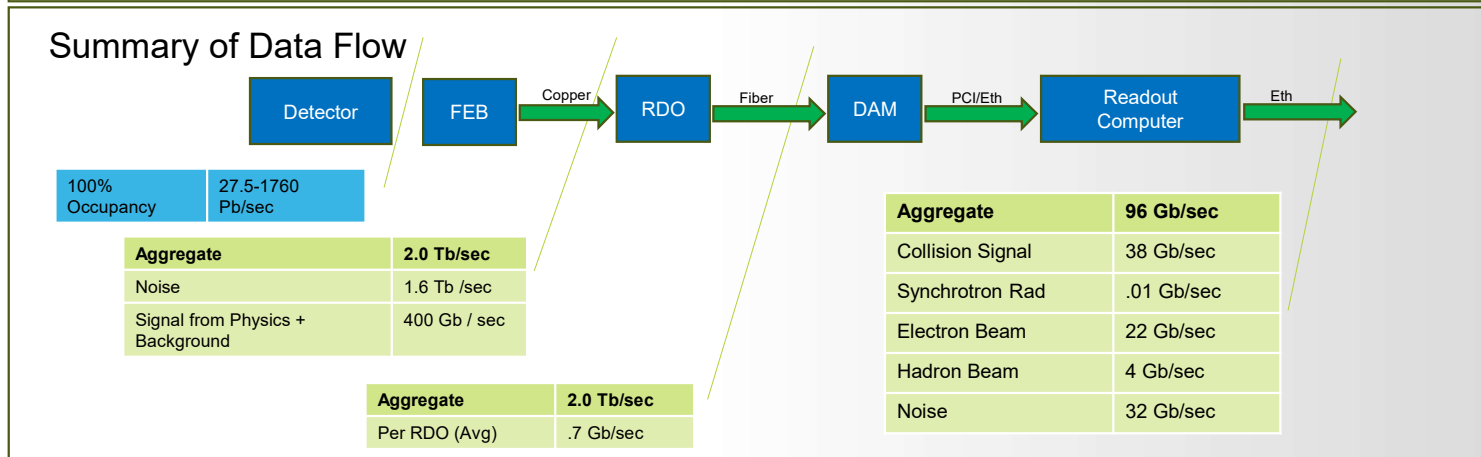 Summary of Data Flow
Detector
FEB
Copper
RDO
Fiber
DAM
PCI/Eth
Readout
Computer
Eth
100%
Occupancy
27.5-1760
Pb/sec
Aggregate 2.0 Tb/sec
Noise 1.6 Tb /sec
Signal from Physics +
Background
400 Gb / sec
Aggregate 2.0 Tb/sec
Per RDO (Avg) .7 Gb/sec
Aggregate 96 Gb/sec
Collision Signal 38 Gb/sec
Synchrotron Rad .01 Gb/sec
Electron Beam 22 Gb/sec
Hadron Beam 4 Gb/sec
Noise 32 Gb/sec